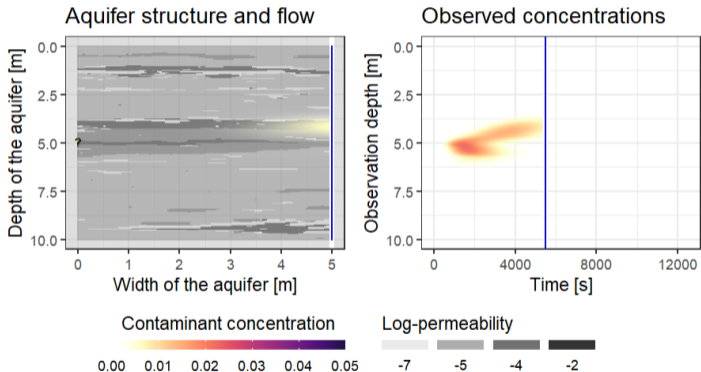 Aquifer structure and flow
Depth of the aquifer [m]
0.0
2.5
5.0
7.5
10.0
?
0 1 2 3 4 5
Width of the aquifer [m]
Observed concentrations
Observation depth [m]
0.0
2.5
5.0
7.5
10.0
0 4000 8000 12000
Time [s]
Contaminant concentration
0.00 0.01 0.02 0.03 0.04 0.05
Log-permeability
-7 -5 -4 -2